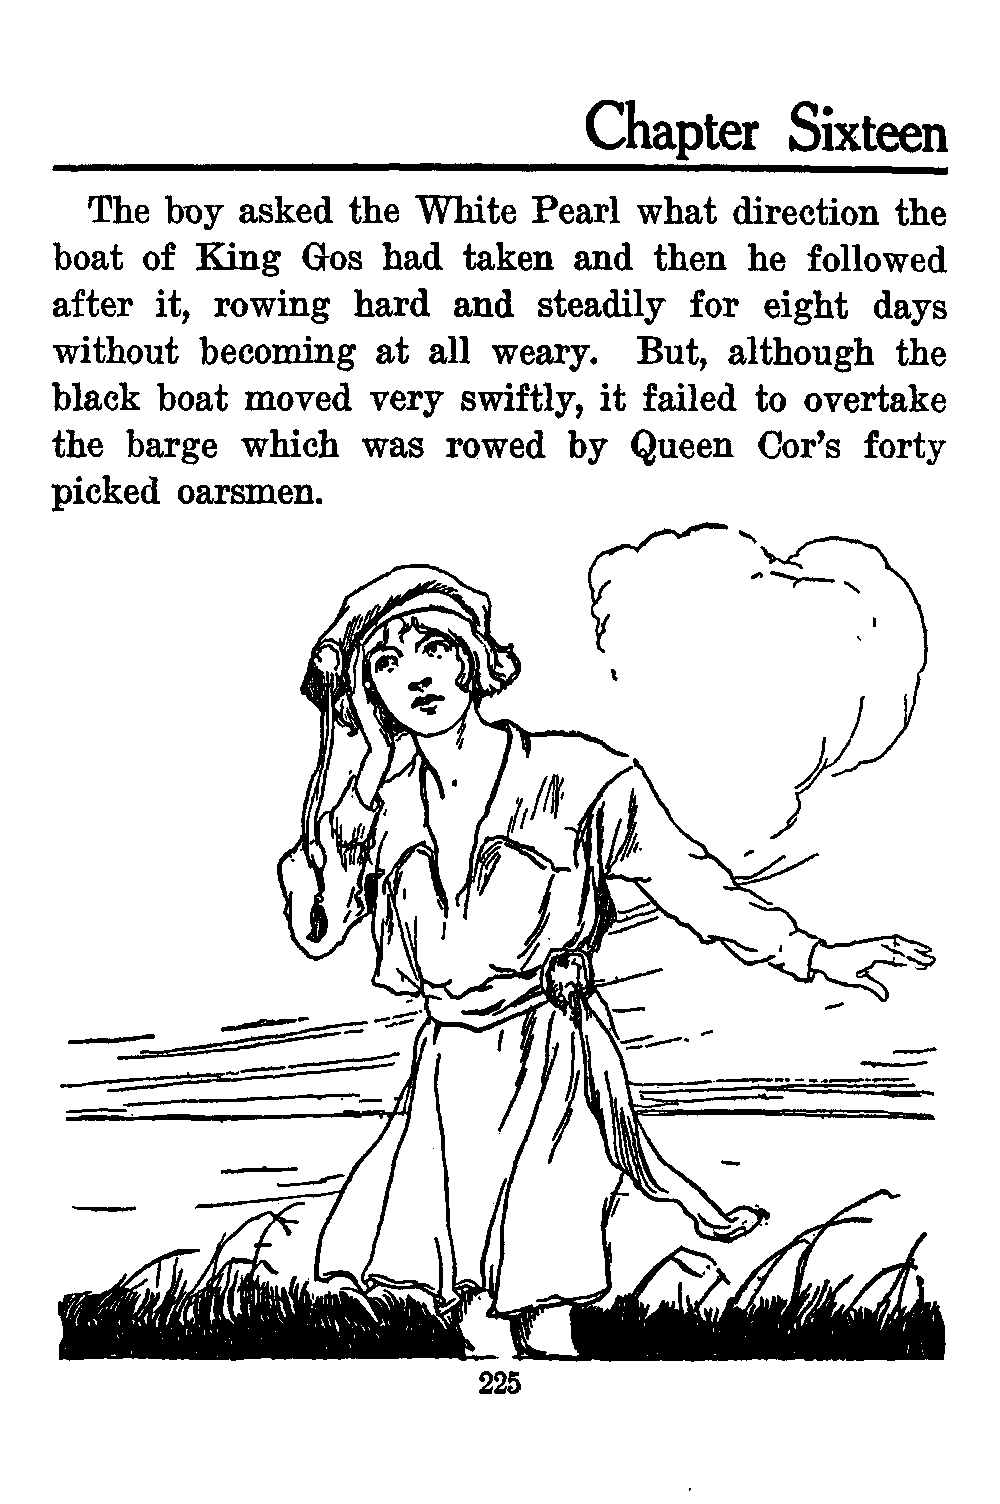 Chapter Sixteen
The boy asked the White Pearl what direction the
boat of King Gos had taken and then he followed
after it, rowing hard and steadily for eight days
without becoming at all weary. But, although the
black boat moved very swiftly, it failed to overtake
the barge which was rowed by Queen Cor's forty
picked oarsmen.
225